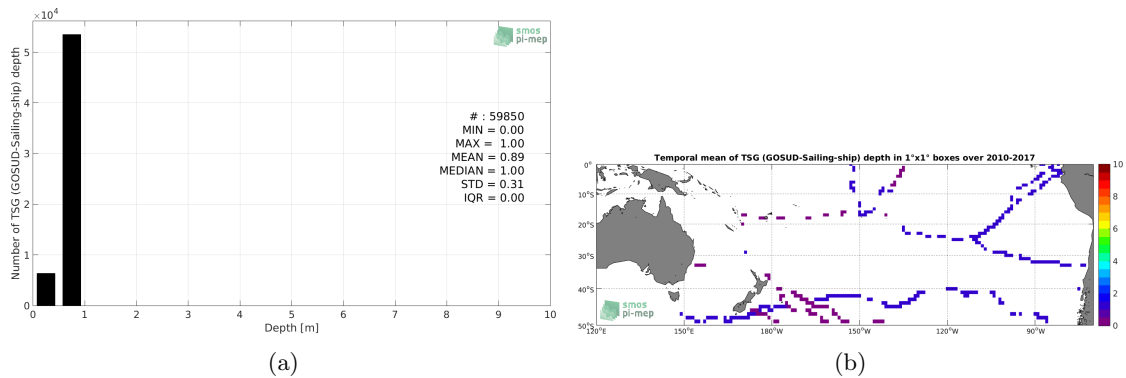 ×10⁴
5
4
3
2
1
0
Number of TSG (GOSUD-Sailing-ship) depth
smos
pi-mep
# : 59850
MIN = 0.00
MAX = 1.00
MEAN = 0.89
MEDIAN = 1.00
STD = 0.31
IQR = 0.00
0 1 2 3 4 5 6 7 8 9 10
Depth [m]
(a)
Temporal mean of TSG (GOSUD-Sailing-ship) depth in 1°x1° boxes over 2010-2017
0°
10°S
20°S
30°S
40°S
50°S
smos
pi-mep
120°E 150°E 180°W 150°W 120°W 90°W
10
8
6
4
2
0
(b)